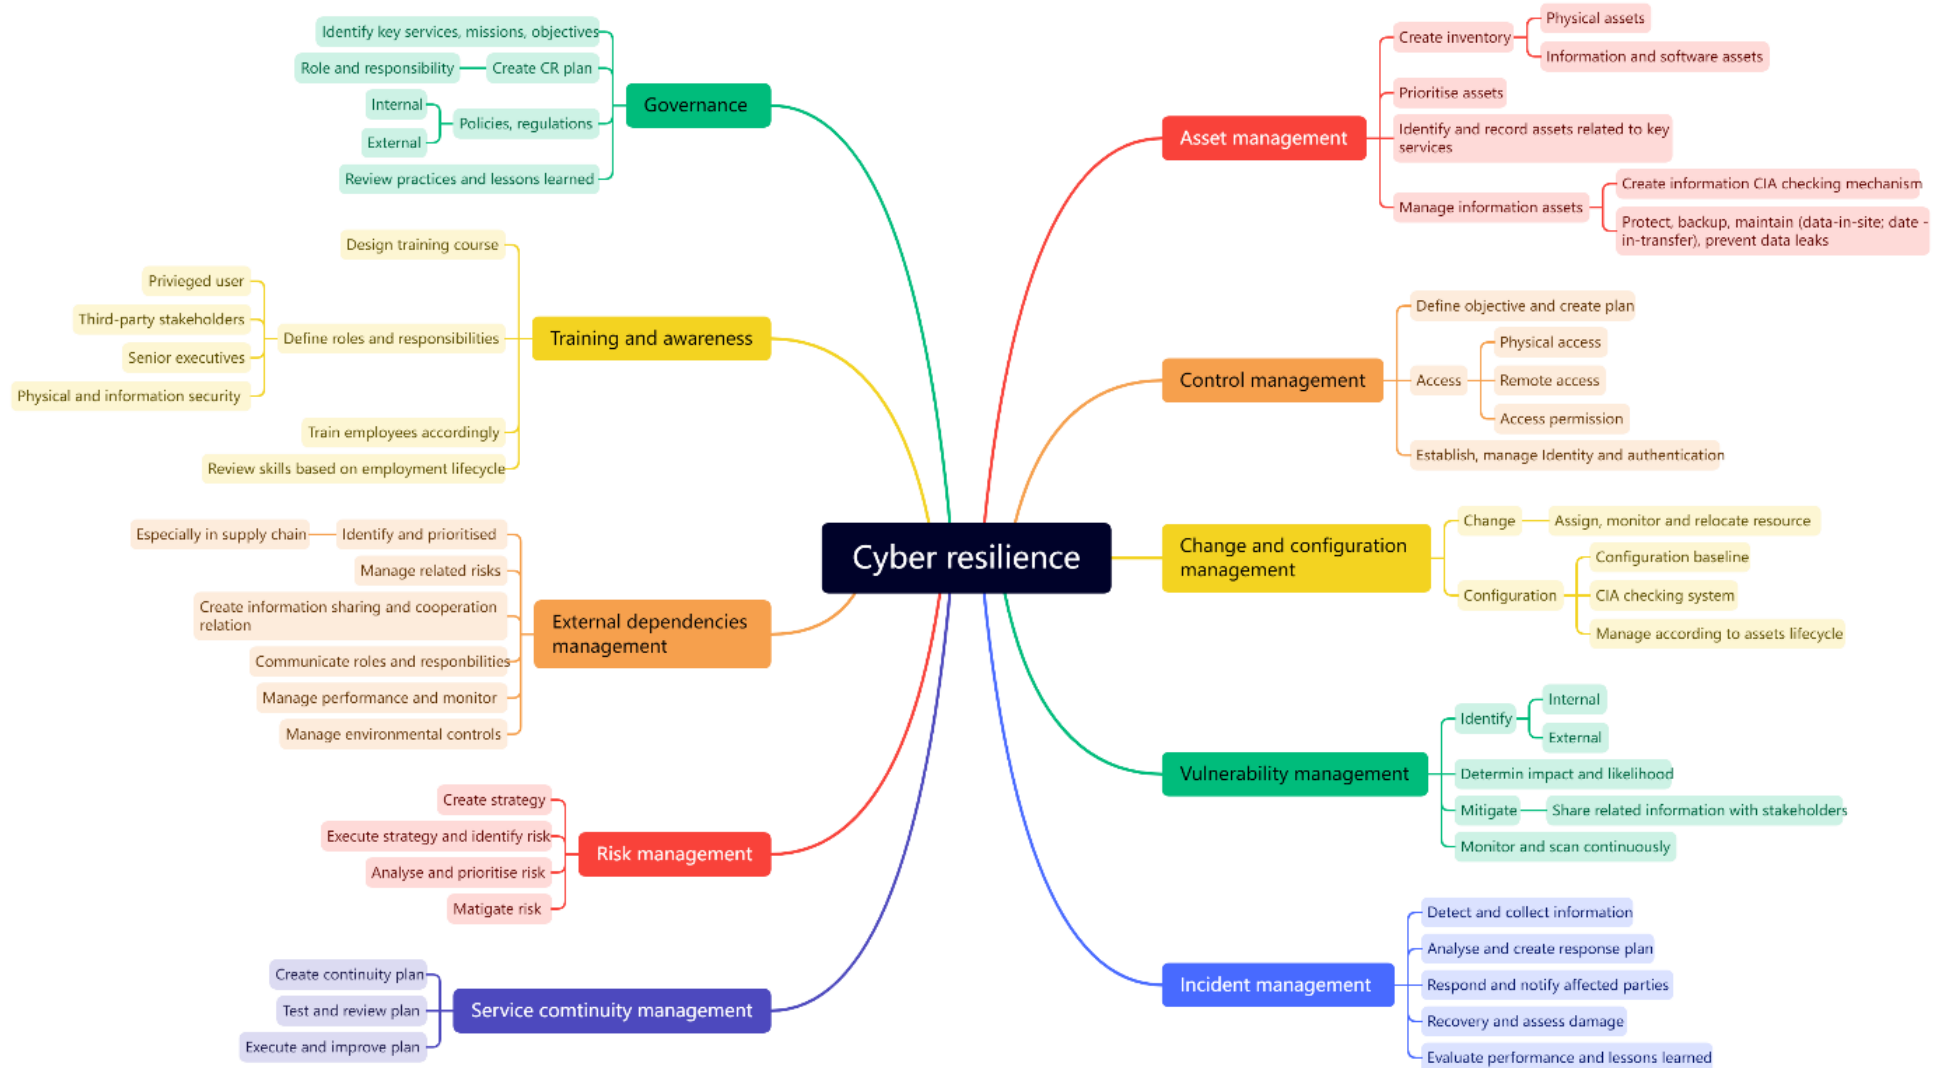 Cyber resilience
Governance
Identify key services, missions, objectives
Create CR plan
Role and responsibility
Policies, regulations
Internal
External
Review practices and lessons learned
Training and awareness
Design training course
Define roles and responsibilities
Privieged user
Third-party stakeholders
Senior executives
Physical and information security
Train employees accordingly
Review skills based on employment lifecycle
External dependencies
management
Identify and prioritised
Especially in supply chain
Manage related risks
Create information sharing and cooperation
relation
Communicate roles and responbilities
Manage performance and monitor
Manage environmental controls
Risk management
Create strategy
Execute strategy and identify risk
Analyse and prioritise risk
Matigate risk
Service comtinuity management
Create continuity plan
Test and review plan
Execute and improve plan
Asset management
Create inventory
Physical assets
Information and software assets
Prioritise assets
Identify and record assets related to key
services
Manage information assets
Create information CIA checking mechanism
Protect, backup, maintain (data-in-site; date -
in-transfer), prevent data leaks
Control management
Define objective and create plan
Access
Physical access
Remote access
Access permission
Establish, manage Identity and authentication
Change and configuration
management
Change
Assign, monitor and relocate resource
Configuration
Configuration baseline
CIA checking system
Manage according to assets lifecycle
Vulnerability management
Identify
Internal
External
Determin impact and likelihood
Mitigate
Share related information with stakeholders
Monitor and scan continuously
Incident management
Detect and collect information
Analyse and create response plan
Respond and notify affected parties
Recovery and assess damage
Evaluate performance and lessons learned